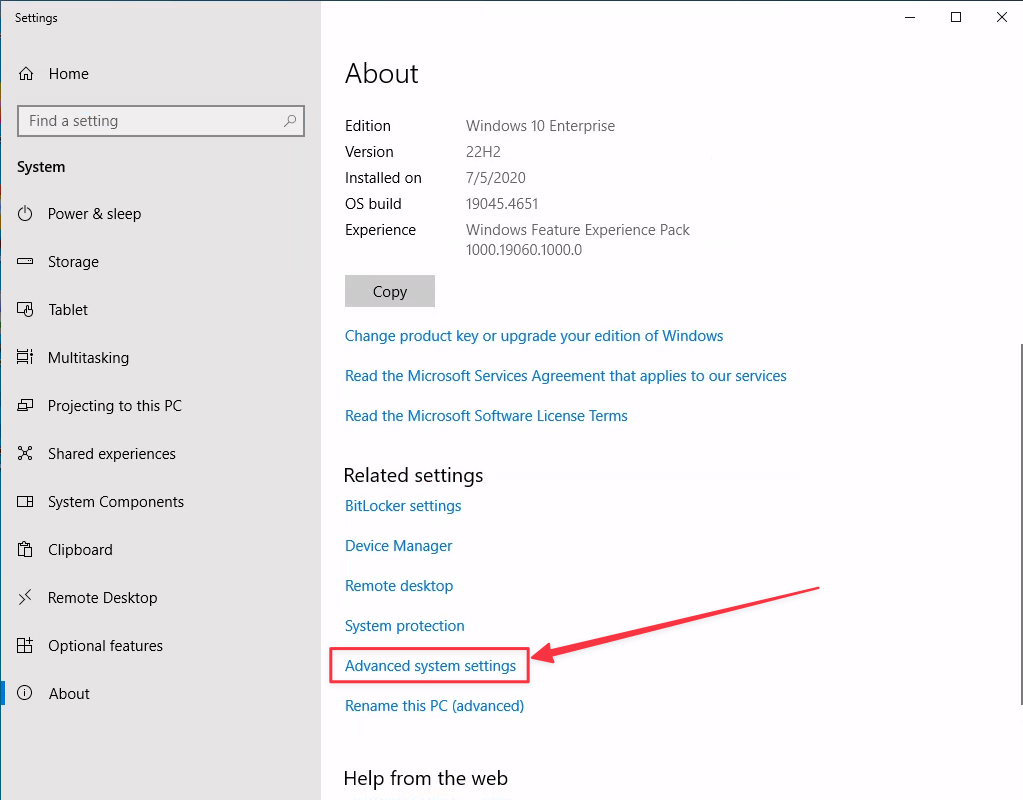 Settings
Home
Find a setting
System
Power & sleep
Storage
Tablet
Multitasking
Projecting to this PC
Shared experiences
System Components
Clipboard
Remote Desktop
Optional features
About
About
Edition Windows 10 Enterprise
Version 22H2
Installed on 7/5/2020
OS build 19045.4651
Experience Windows Feature Experience Pack
1000.19060.1000.0
Copy
Change product key or upgrade your edition of Windows
Read the Microsoft Services Agreement that applies to our services
Read the Microsoft Software License Terms
Related settings
BitLocker settings
Device Manager
Remote desktop
System protection
Advanced system settings
Rename this PC (advanced)
Help from the web